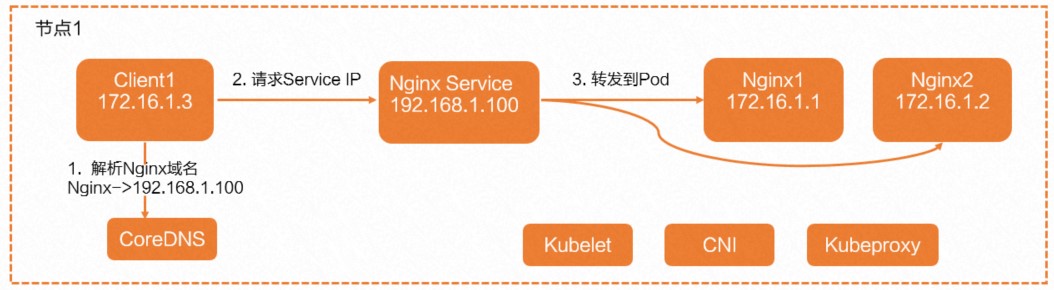 节点1
Client1
172.16.1.3
2. 请求Service IP
Nginx Service
192.168.1.100
3. 转发到Pod
Nginx1
172.16.1.1
Nginx2
172.16.1.2
1. 解析Nginx域名
Nginx->192.168.1.100
CoreDNS
Kubelet
CNI
Kubeproxy